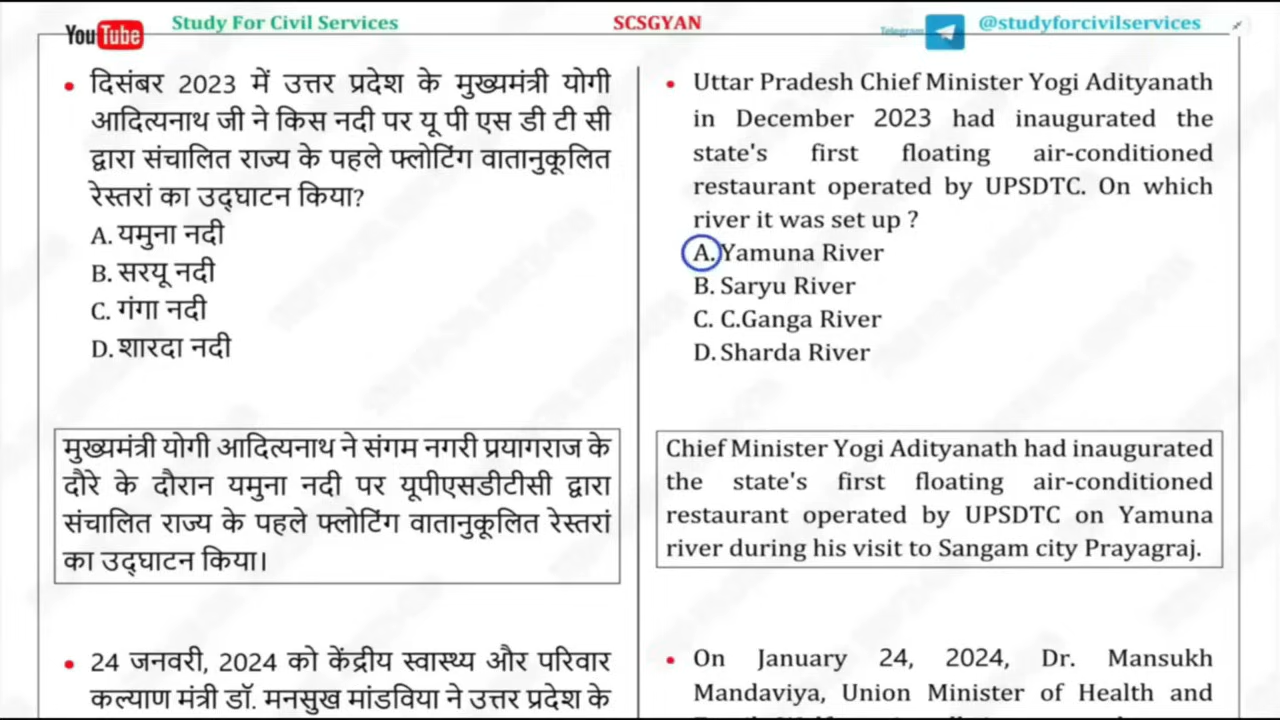 YouTube Study For Civil Services SCSGYAN Telegram @studyforcivilservices
• दिसंबर 2023 में उत्तर प्रदेश के मुख्यमंत्री योगी
आदित्यनाथ जी ने किस नदी पर यू पी एस डी टी सी
द्वारा संचालित राज्य के पहले फ्लोटिंग वातानुकूलित
रेस्तरां का उद्घाटन किया?
A. यमुना नदी
B. सरयू नदी
C. गंगा नदी
D. शारदा नदी
मुख्यमंत्री योगी आदित्यनाथ ने संगम नगरी प्रयागराज के
दौरे के दौरान यमुना नदी पर यूपीएसडीटीसी द्वारा
संचालित राज्य के पहले फ्लोटिंग वातानुकूलित रेस्तरां
का उद्घाटन किया।
• 24 जनवरी, 2024 को केंद्रीय स्वास्थ्य और परिवार
कल्याण मंत्री डॉ. मनसुख मांडविया ने उत्तर प्रदेश के
• Uttar Pradesh Chief Minister Yogi Adityanath
in December 2023 had inaugurated the
state's first floating air-conditioned
restaurant operated by UPSDTC. On which
river it was set up ?
A. Yamuna River
B. Saryu River
C. C.Ganga River
D. Sharda River
Chief Minister Yogi Adityanath had inaugurated
the state's first floating air-conditioned
restaurant operated by UPSDTC on Yamuna
river during his visit to Sangam city Prayagraj.
• On January 24, 2024, Dr. Mansukh
Mandaviya, Union Minister of Health and